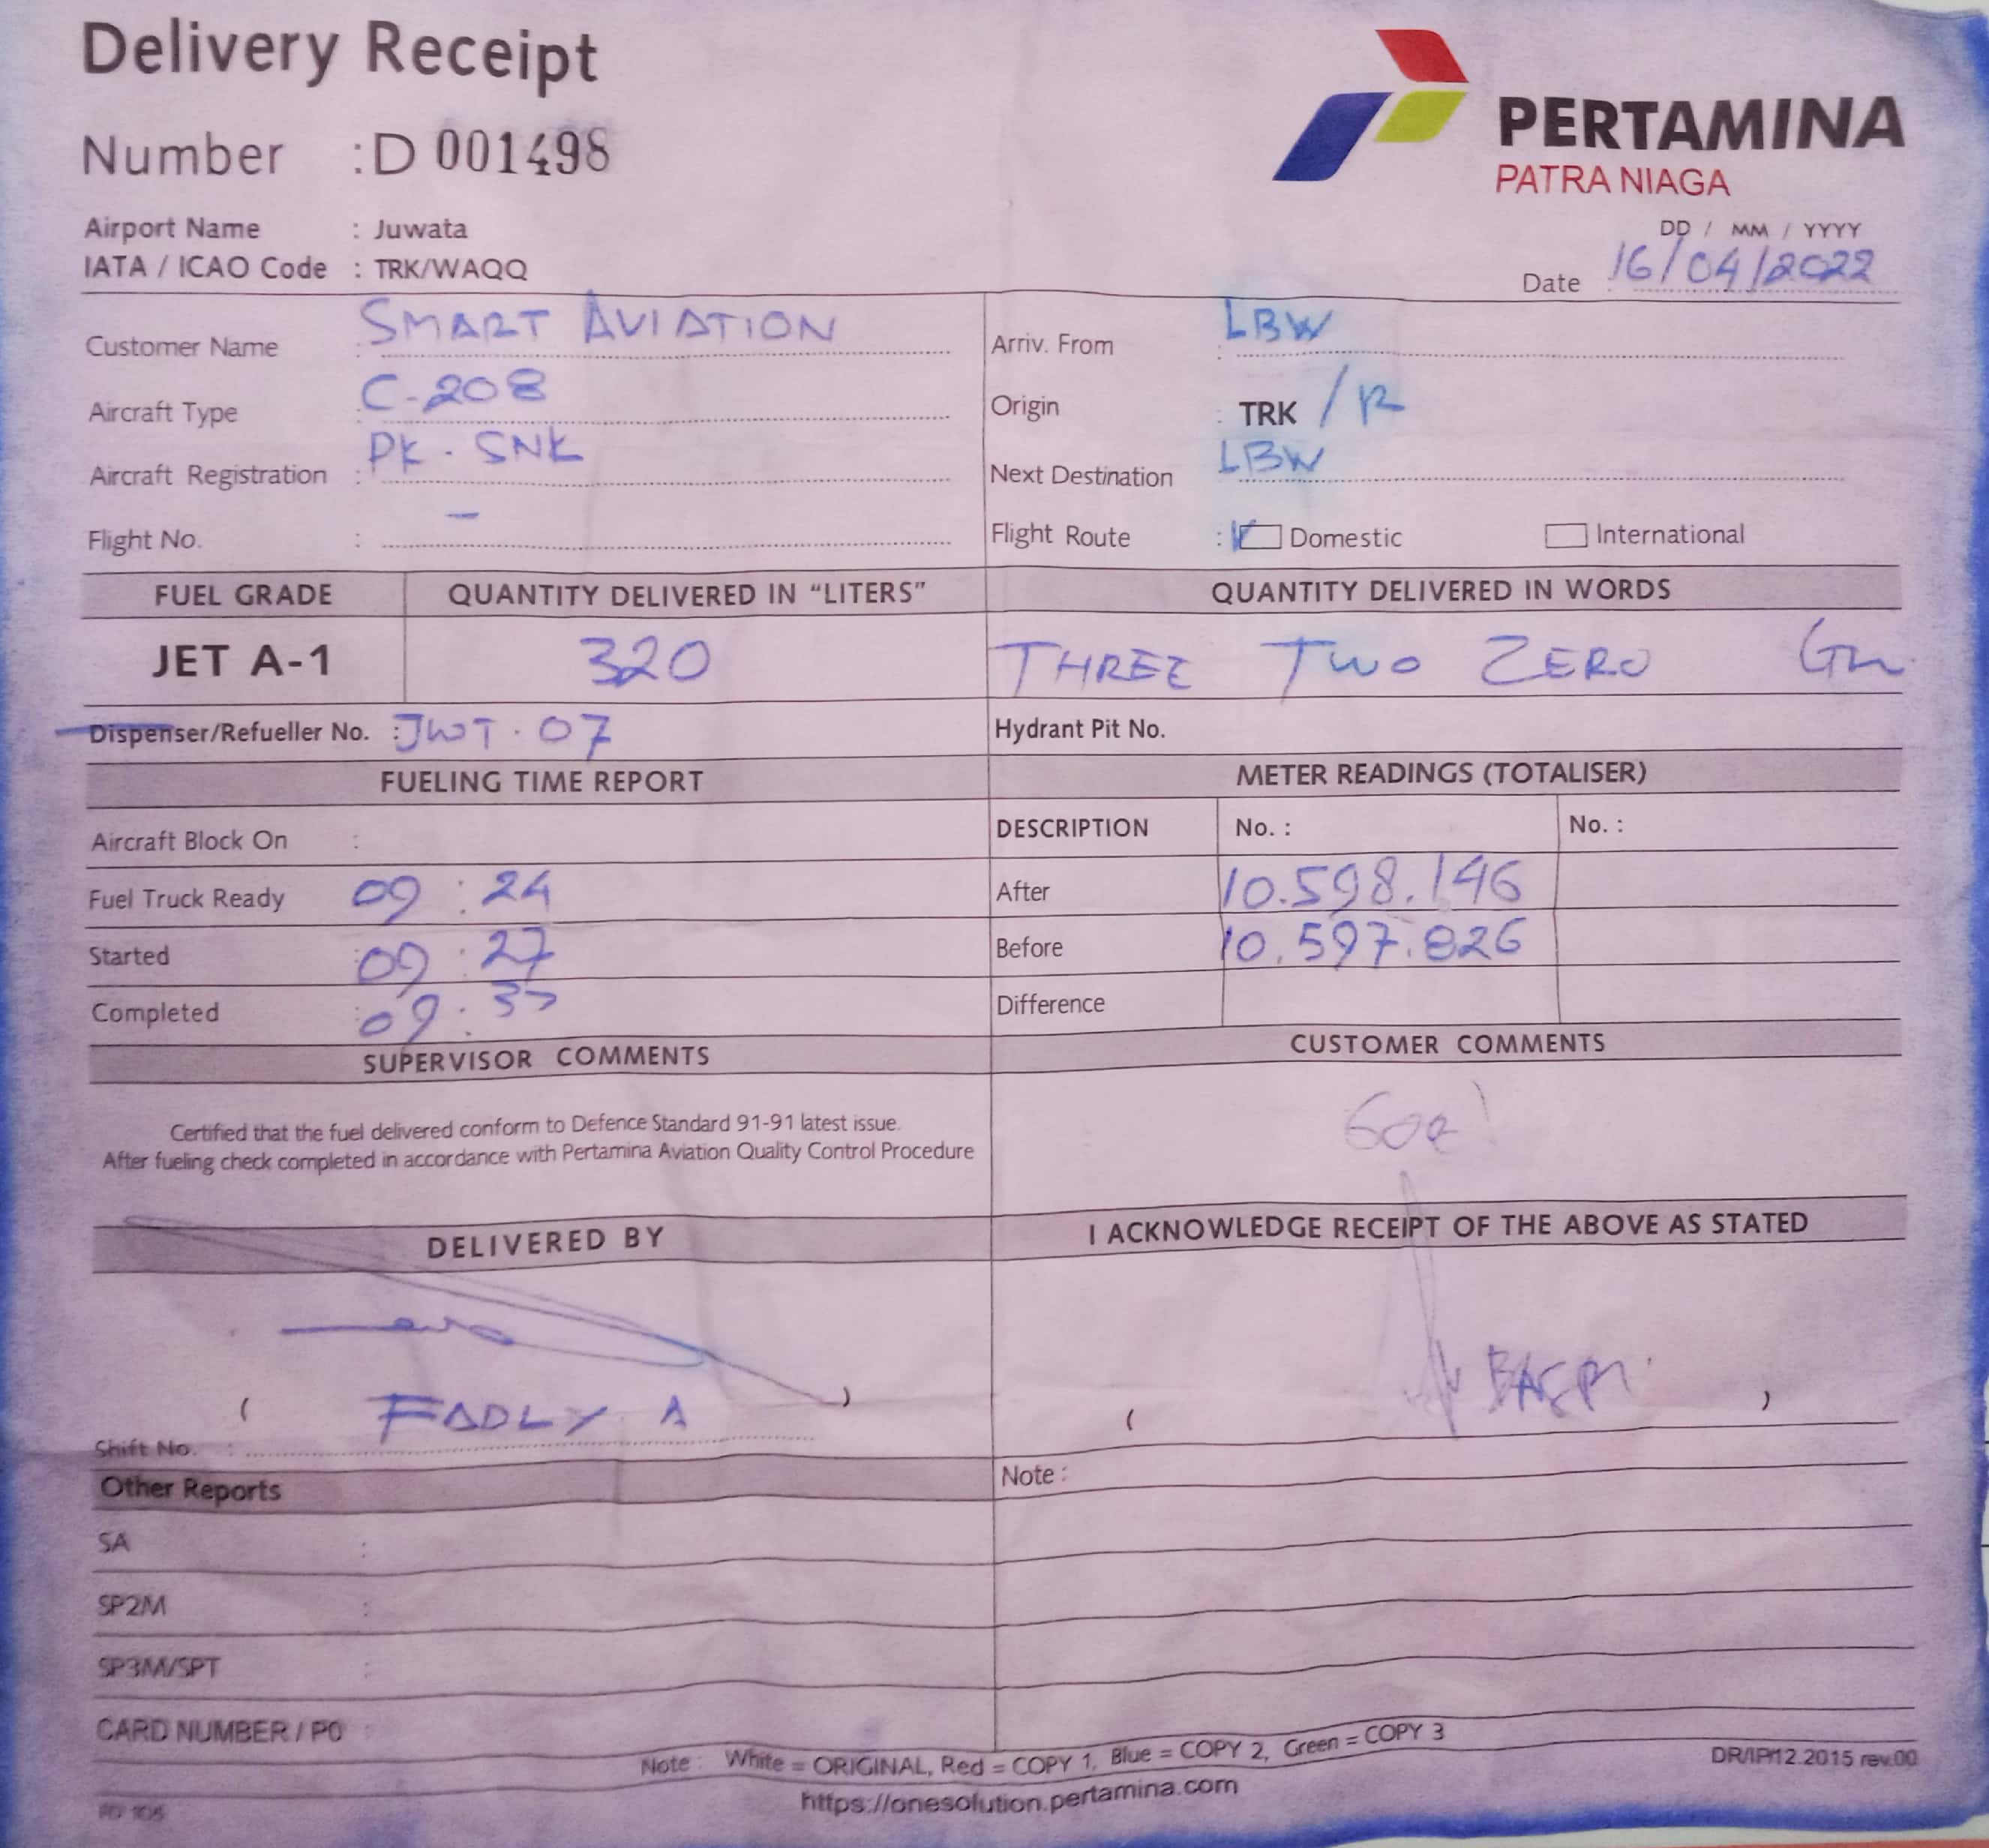 Delivery Receipt
PERTAMINA
PATRA NIAGA
Number : D 001498
Airport Name : Juwata
IATA / ICAO Code : TRK/WAQQ
DD / MM / YYYY
Date : 16/04/2022
Customer Name : SMART AVIATION
Arriv. From : LBW
Aircraft Type : C-208
Origin : TRK / R
Aircraft Registration : PK - SNK
Next Destination LBW
Flight No. : -
Flight Route : Domestic International
FUEL GRADE QUANTITY DELIVERED IN “LITERS” QUANTITY DELIVERED IN WORDS
JET A-1 320 THREE TWO ZERO
Dispenser/Refueller No. : JWT . 07
Hydrant Pit No.
FUELING TIME REPORT METER READINGS (TOTALISER)
Aircraft Block On :
DESCRIPTION No. : No. :
Fuel Truck Ready 09 : 24
After 10.598.146
Started : 09 : 27
Before 10.597.826
Completed : 09 :
Difference
SUPERVISOR COMMENTS CUSTOMER COMMENTS
Certified that the fuel delivered conform to Defence Standard 91-91 latest issue.
After fueling check completed in accordance with Pertamina Aviation Quality Control Procedure
DELIVERED BY I ACKNOWLEDGE RECEIPT OF THE ABOVE AS STATED
( FADLY A )
( )
Shift No. :
Note :
Other Reports
SA :
SP2M :
SP3M/SPT :
CARD NUMBER / PO :
Note : White = ORIGINAL, Red = COPY 1, Blue = COPY 2, Green = COPY 3
DR/IP/12.2015 rev.00
https://onesolution.pertamina.com